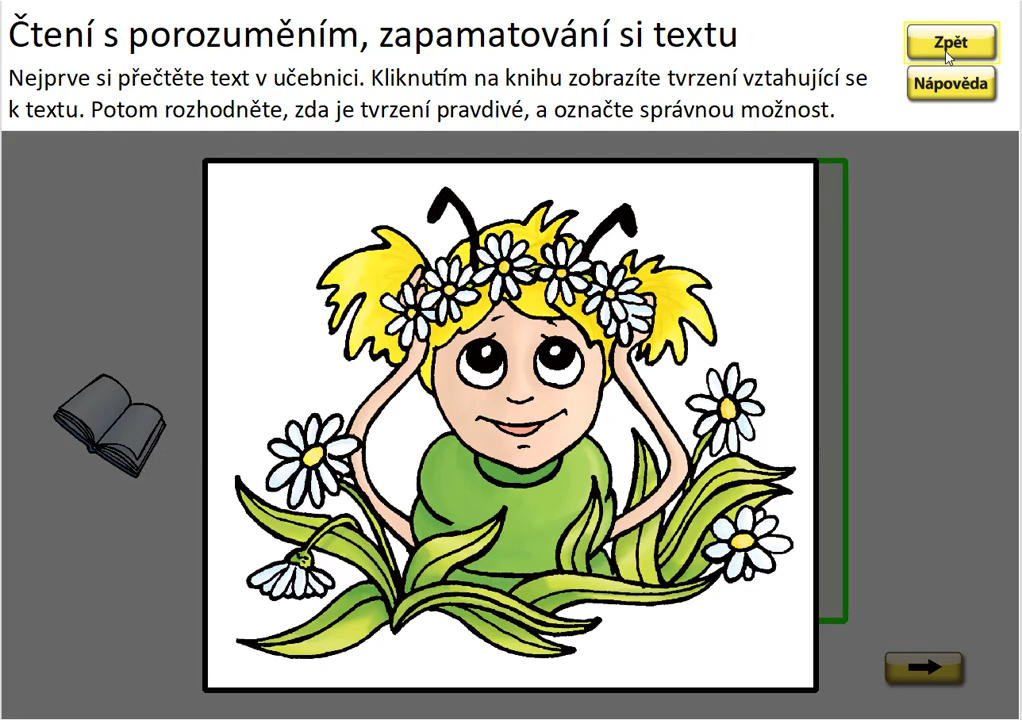 Čtení s porozuměním, zapamatování si textu
Nejprve si přečtěte text v učebnici. Kliknutím na knihu zobrazíte tvrzení vztahující se
k textu. Potom rozhodněte, zda je tvrzení pravdivé, a označte správnou možnost.
Zpět
Nápověda